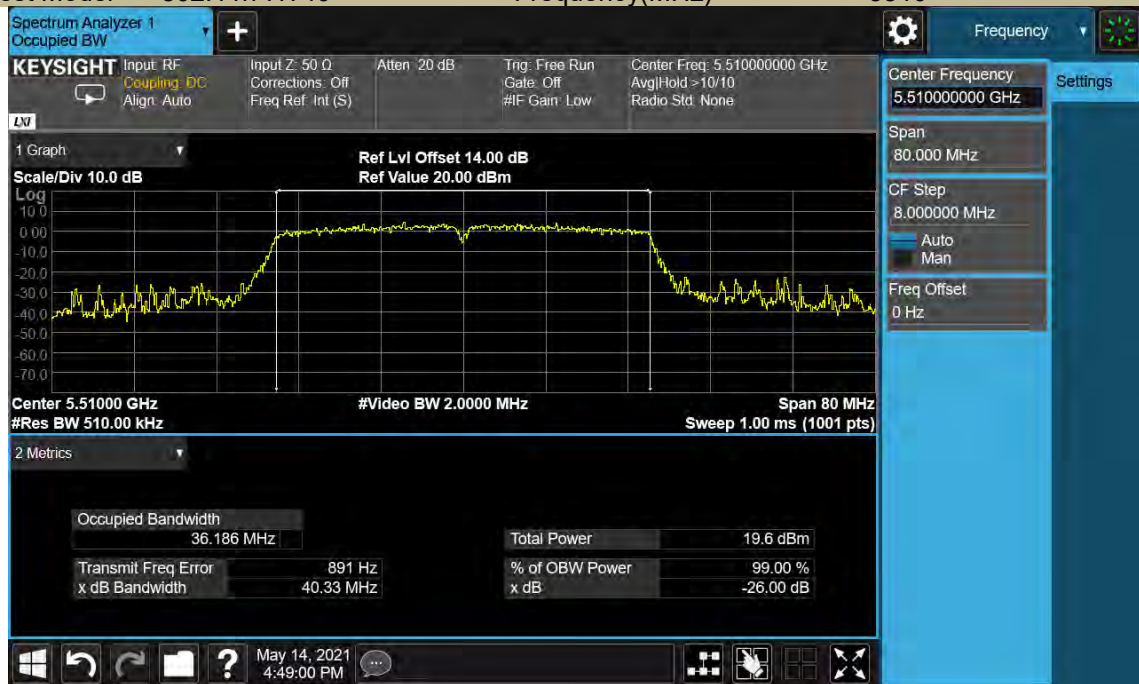 Spectrum Analyzer 1
Occupied BW
+
Frequency
KEYSIGHT
Input: RF
Coupling: DC
Align: Auto
Input Z: 50 Ω
Corrections: Off
Freq Ref: Int (S)
Atten: 20 dB
Trig: Free Run
Gate: Off
#IF Gain: Low
Center Freq: 5.510000000 GHz
Avg|Hold:>10/10
Radio Std: None
LXI
Center Frequency
5.510000000 GHz
Settings
Span
80.000 MHz
CF Step
8.000000 MHz
Auto
Man
Freq Offset
0 Hz
1 Graph
Scale/Div 10.0 dB
Ref Lvl Offset 14.00 dB
Ref Value 20.00 dBm
Log
10.0
0.00
-10.0
-20.0
-30.0
-40.0
-50.0
-60.0
-70.0
Center 5.51000 GHz
#Video BW 2.0000 MHz
Span 80 MHz
#Res BW 510.00 kHz
Sweep 1.00 ms (1001 pts)
2 Metrics
Occupied Bandwidth
36.186 MHz
Total Power 19.6 dBm
Transmit Freq Error 891 Hz
% of OBW Power 99.00 %
x dB Bandwidth 40.33 MHz
x dB -26.00 dB
?
May 14, 2021
4:49:00 PM